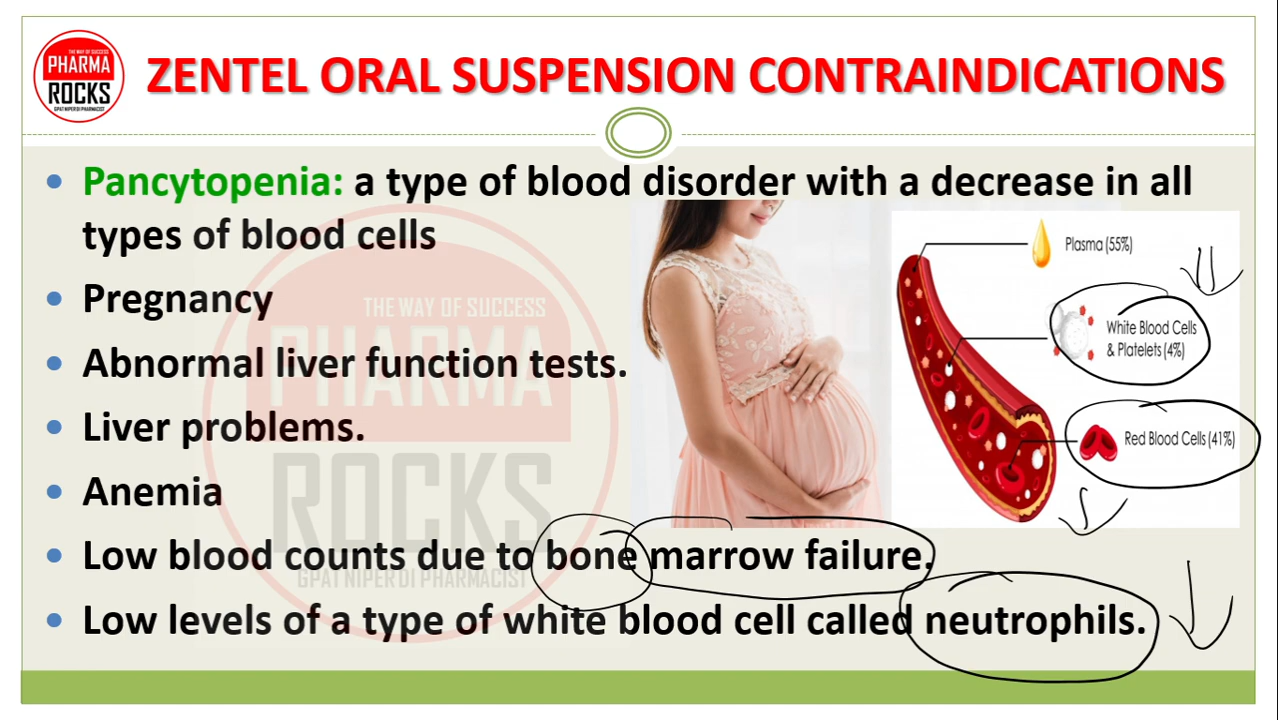 THE WAY OF SUCCESS
PHARMA
ROCKS
GPAT NIPER DI PHARMACIST
ZENTEL ORAL SUSPENSION CONTRAINDICATIONS
• Pancytopenia: a type of blood disorder with a decrease in all
types of blood cells
• Pregnancy
• Abnormal liver function tests.
• Liver problems.
• Anemia
• Low blood counts due to bone marrow failure.
• Low levels of a type of white blood cell called neutrophils.
Plasma (55%)
White Blood Cells
& Platelets (4%)
Red Blood Cells (41%)
THE WAY OF SUCCESS
PHARMA
ROCKS
GPAT NIPER DI PHARMACIST